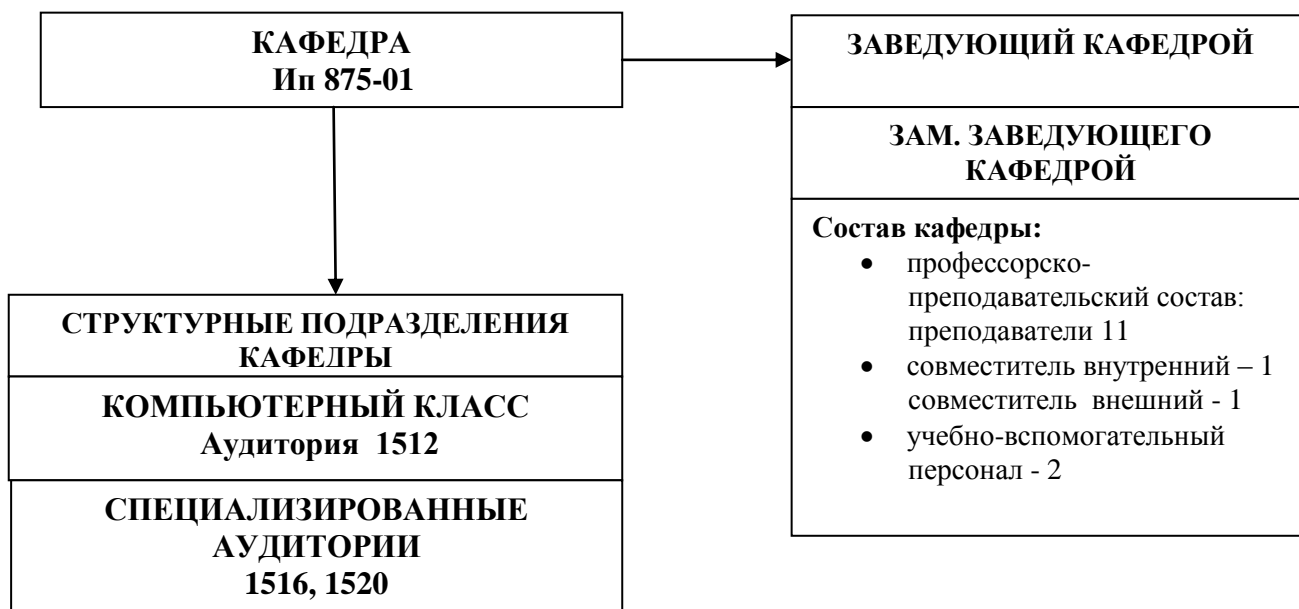 КАФЕДРА
Ип 875-01
ЗАВЕДУЮЩИЙ КАФЕДРОЙ
ЗАМ. ЗАВЕДУЮЩЕГО
КАФЕДРОЙ
Состав кафедры:
• профессорско-
преподавательский состав:
преподаватели 11
• совместитель внутренний – 1
совместитель внешний - 1
• учебно-вспомогательный
персонал - 2
СТРУКТУРНЫЕ ПОДРАЗДЕЛЕНИЯ
КАФЕДРЫ
КОМПЬЮТЕРНЫЙ КЛАСС
Аудитория 1512
СПЕЦИАЛИЗИРОВАННЫЕ
АУДИТОРИИ
1516, 1520